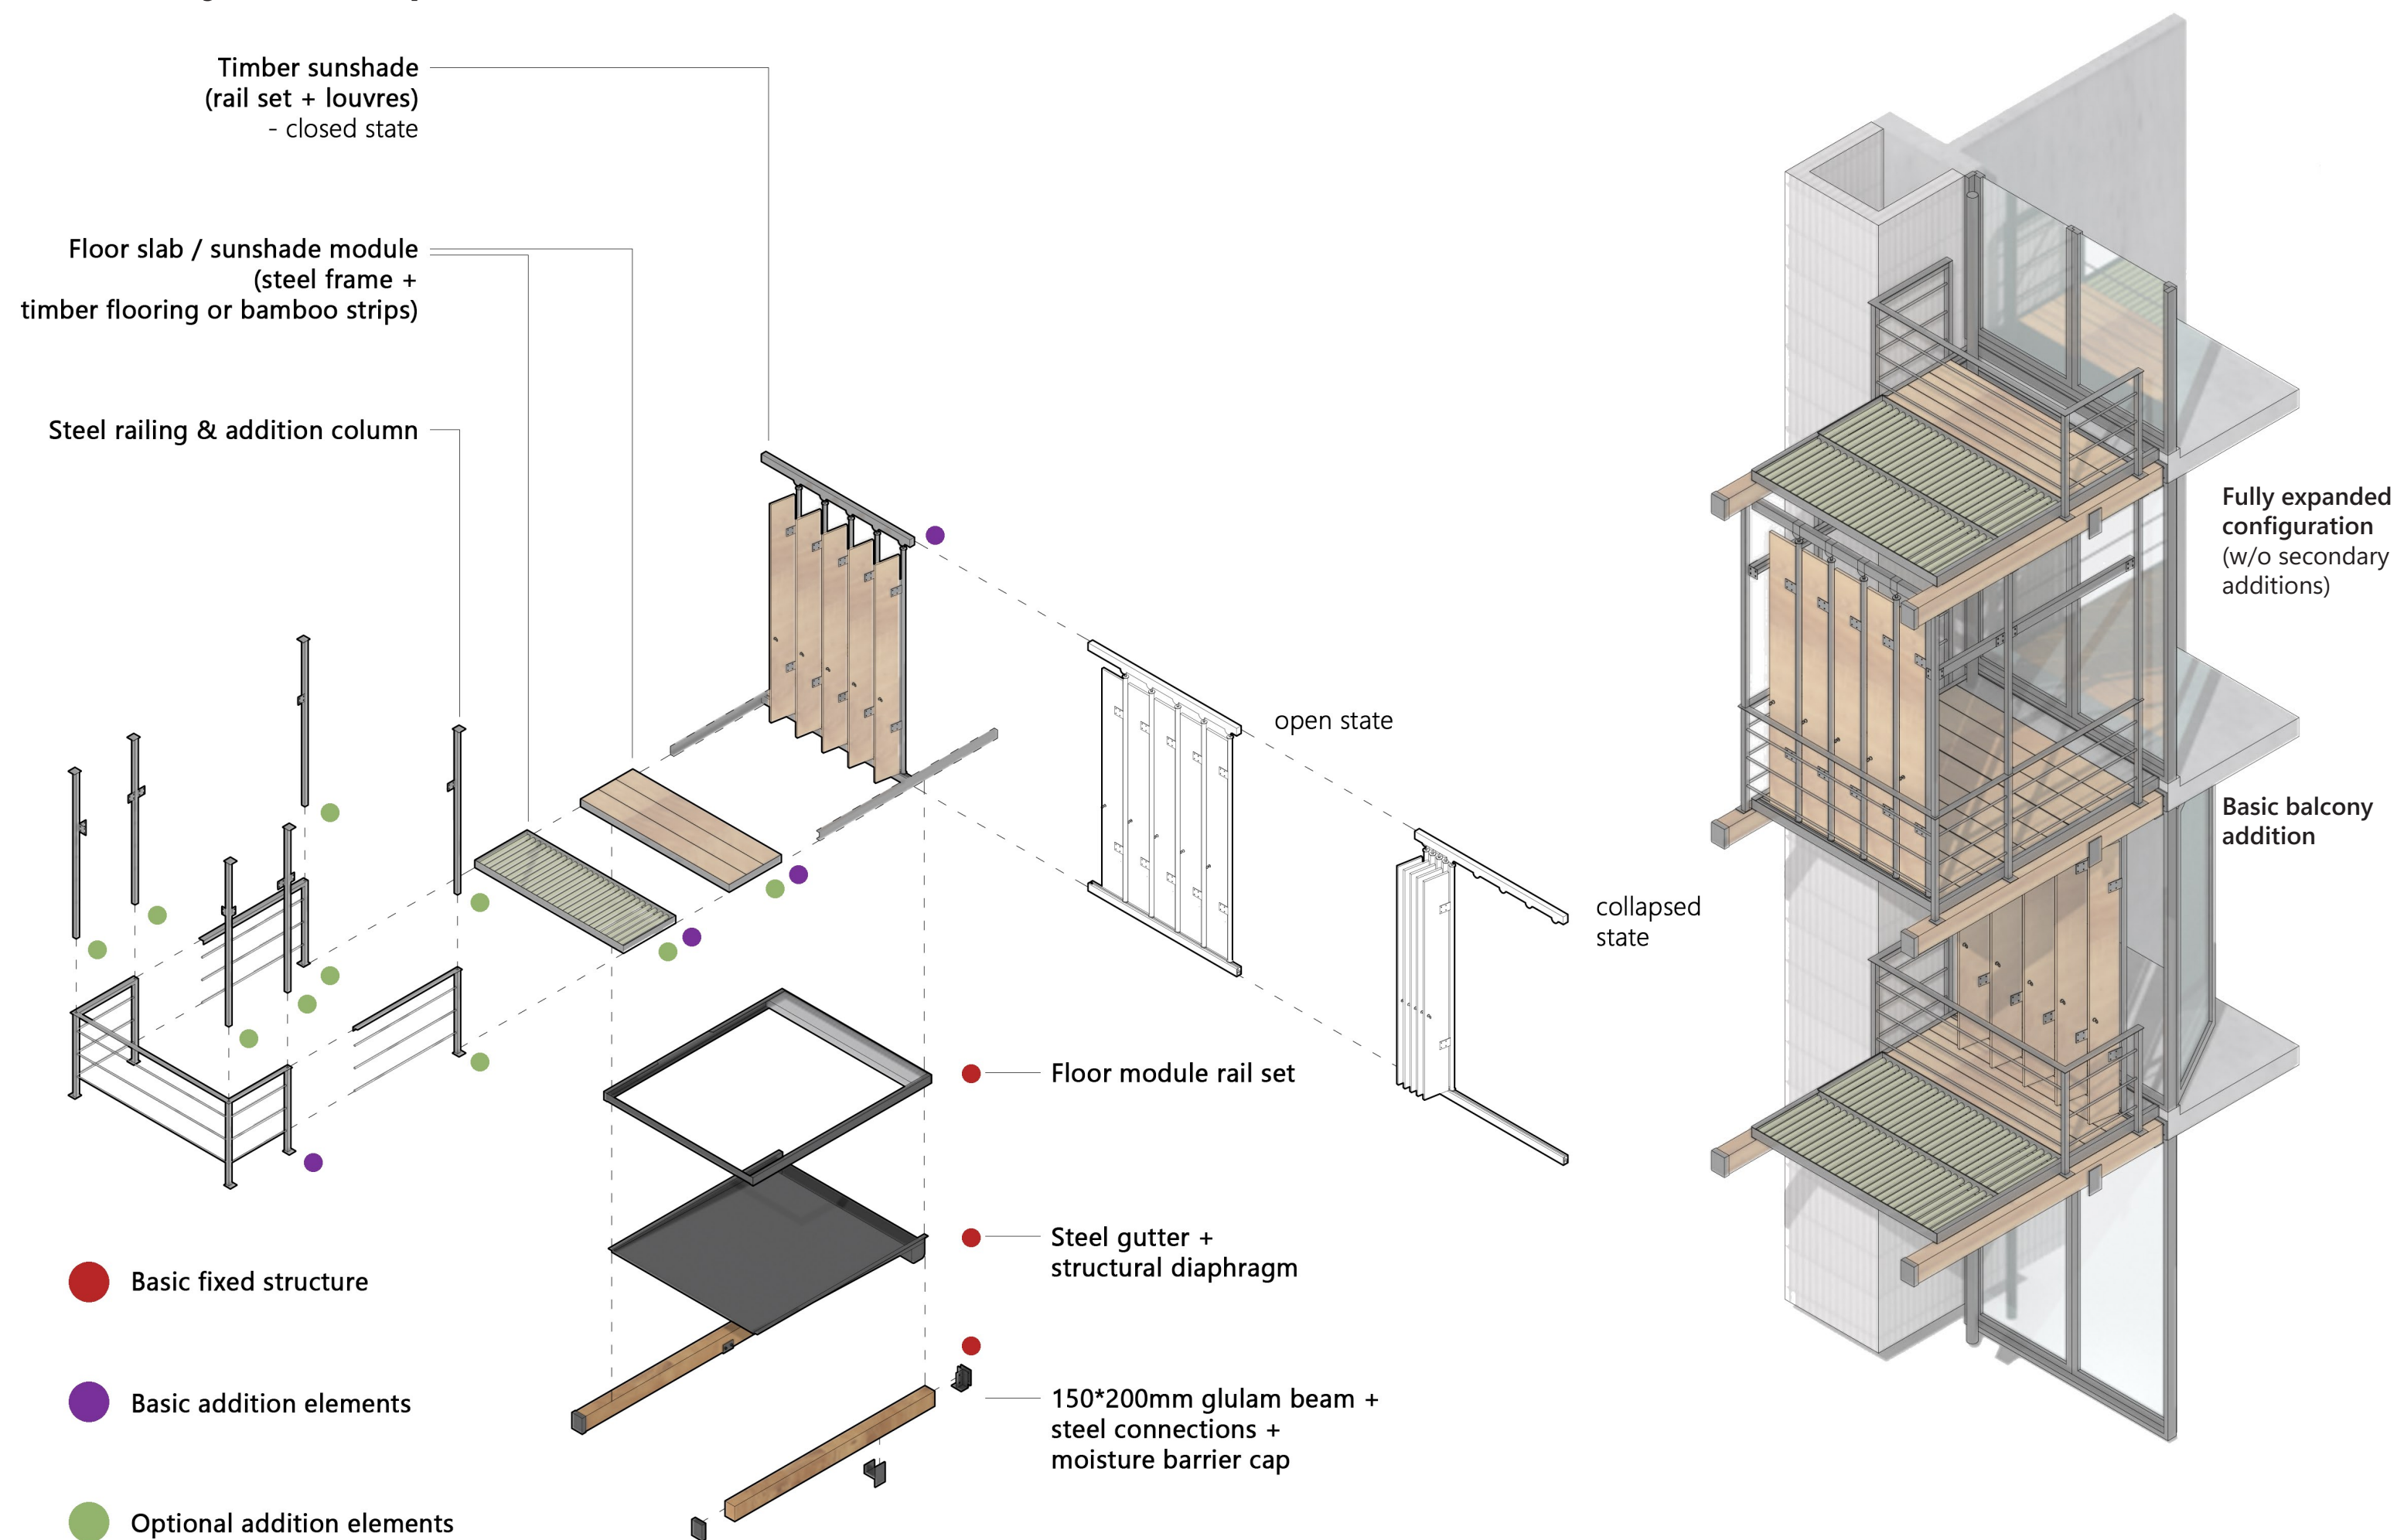 Timber sunshade
(rail set + louvres)
- closed state
Floor slab / sunshade module
(steel frame +
timber flooring or bamboo strips)
Steel railing & addition column
open state
collapsed
state
Fully expanded
configuration
(w/o secondary
additions)
Basic balcony
addition
Floor module rail set
Steel gutter +
structural diaphragm
150*200mm glulam beam +
steel connections +
moisture barrier cap
Basic fixed structure
Basic addition elements
Optional addition elements